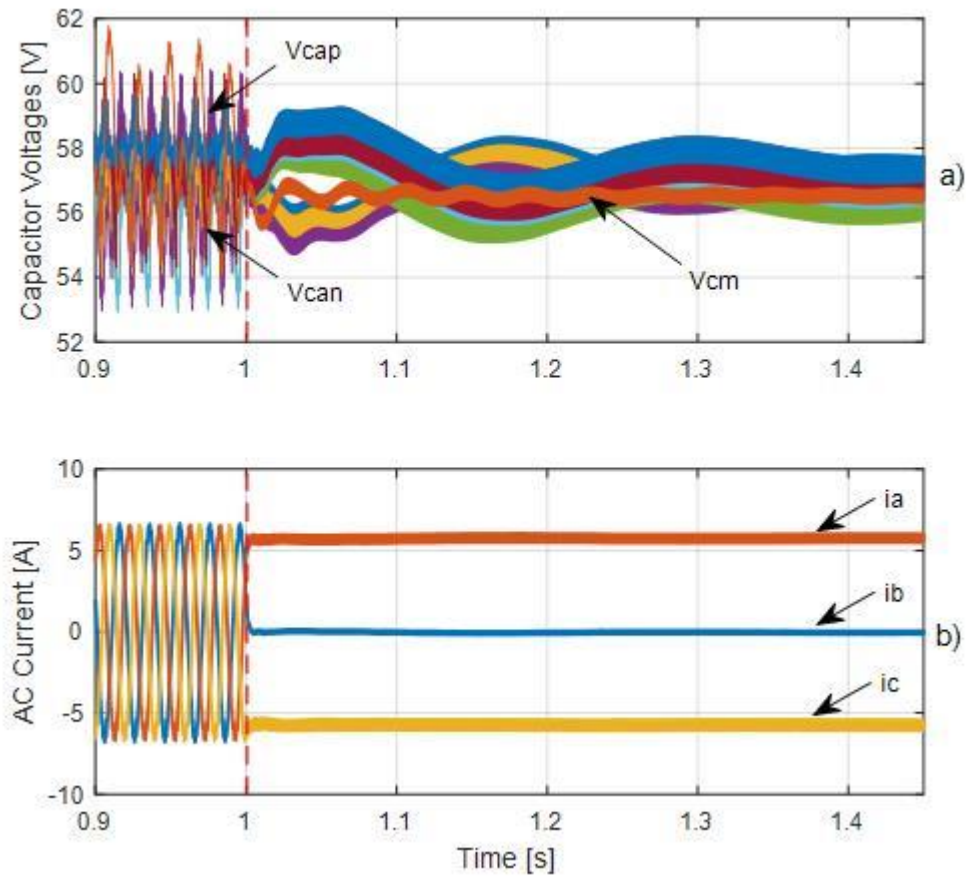 62
60
58
56
54
52
Capacitor Voltages [V]
Vcap
Vcan
Vcm
a)
0.9
1
1.1
1.2
1.3
1.4
10
5
0
-5
-10
AC Current [A]
ia
ib
ic
b)
0.9
1
1.1
1.2
1.3
1.4
Time [s]